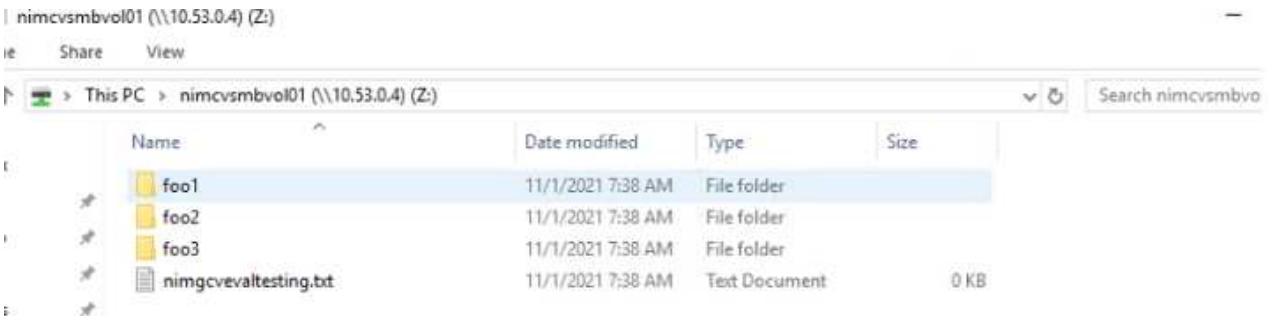 nimcvsmbvol01 (\\10.53.0.4) (Z:)
Share View
This PC > nimcvsmbvol01 (\\10.53.0.4) (Z:) Search nimcvsmbvo
Name Date modified Type Size
foo1 11/1/2021 7:38 AM File folder
foo2 11/1/2021 7:38 AM File folder
foo3 11/1/2021 7:38 AM File folder
nimgcvevaltesting.txt 11/1/2021 7:38 AM Text Document 0 KB